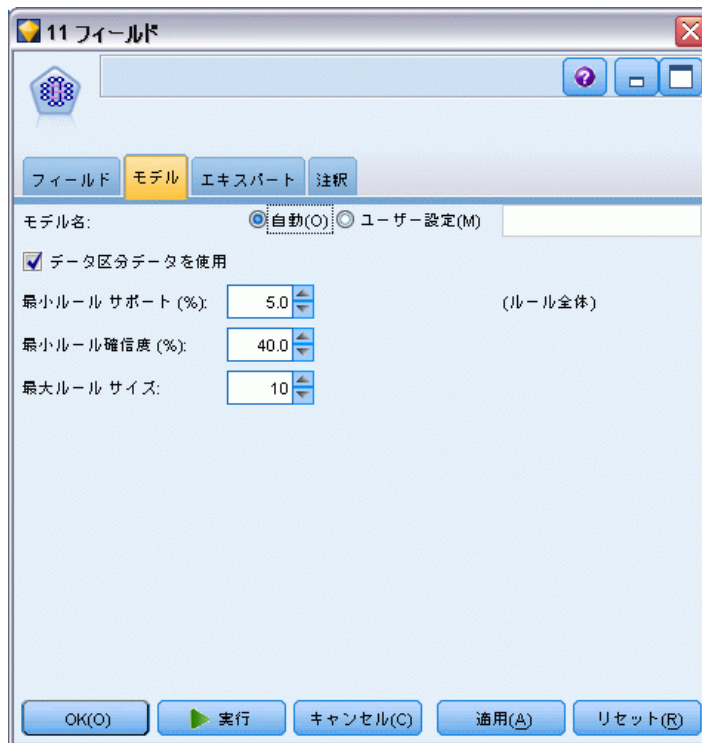 11 フィールド
フィールド モデル エキスパート 注釈
モデル名: 自動(O) ユーザー設定(M)
データ区分データを使用
最小ルール サポート (%): 5.0 (ルール全体)
最小ルール確信度 (%): 40.0
最大ルール サイズ: 10
OK(O) 実行 キャンセル(C) 適用(A) リセット(R)